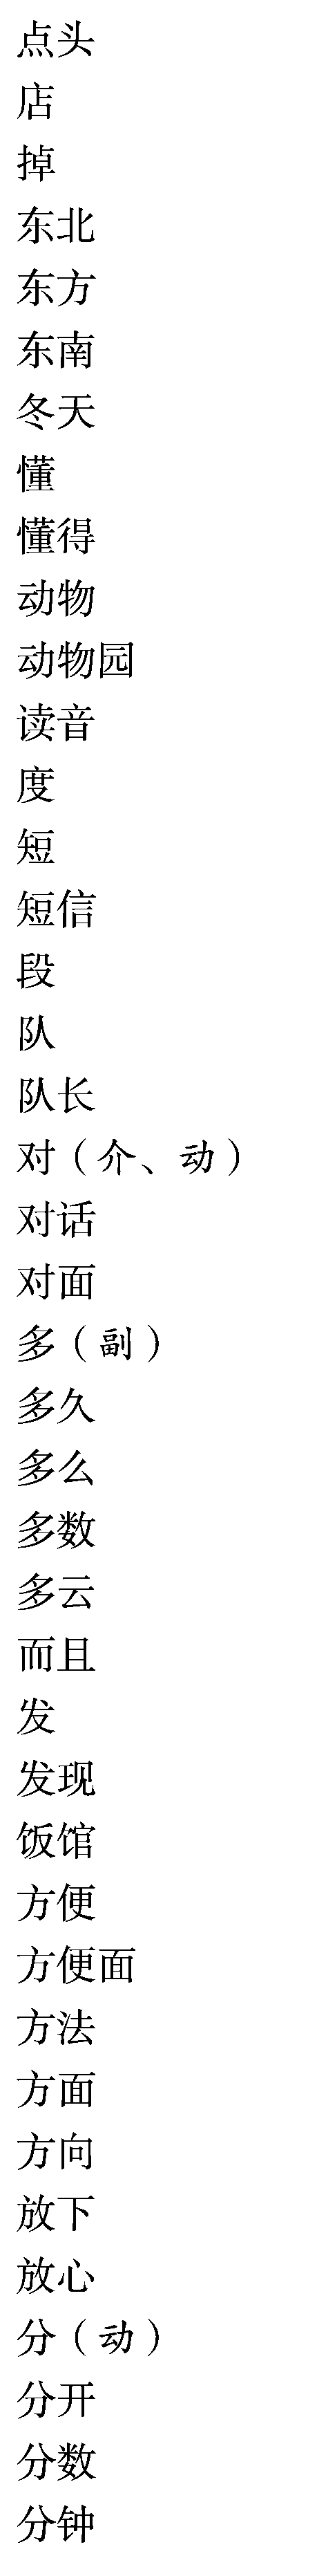 点头
店
掉
东北
东方
东南
冬天
懂
懂得
动物
动物园
读音
度
短
短信
段
队
队长
对（介、动）
对话
对面
多（副）
多久
多么
多数
多云
而且
发
发现
饭馆
方便
方便面
方法
方面
方向
放下
放心
分（动）
分开
分数
分钟